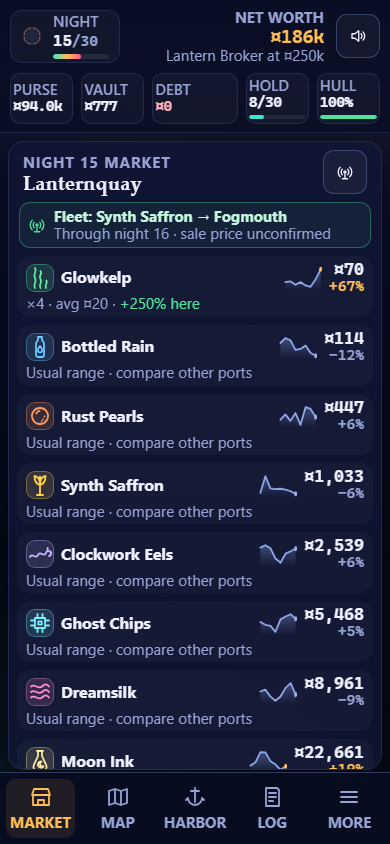 NIGHT
15/30
NET WORTH
¤186k
Lantern Broker at ¤250k
PURSE
¤94.0k
VAULT
¤777
DEBT
¤0
HOLD
8/30
HULL
100%
NIGHT 15 MARKET
Lanternquay
Fleet: Synth Saffron → Fogmouth
Through night 16 · sale price unconfirmed
Glowkelp
¤70
+67%
×4 · avg ¤20 · +250% here
Bottled Rain
¤114
−12%
Usual range · compare other ports
Rust Pearls
¤447
+6%
Usual range · compare other ports
Synth Saffron
¤1,033
−6%
Usual range · compare other ports
Clockwork Eels
¤2,539
+6%
Usual range · compare other ports
Ghost Chips
¤5,468
+5%
Usual range · compare other ports
Dreamsilk
¤8,961
−9%
Usual range · compare other ports
Moon Ink
¤22,661
+19%
MARKET
MAP
HARBOR
LOG
MORE